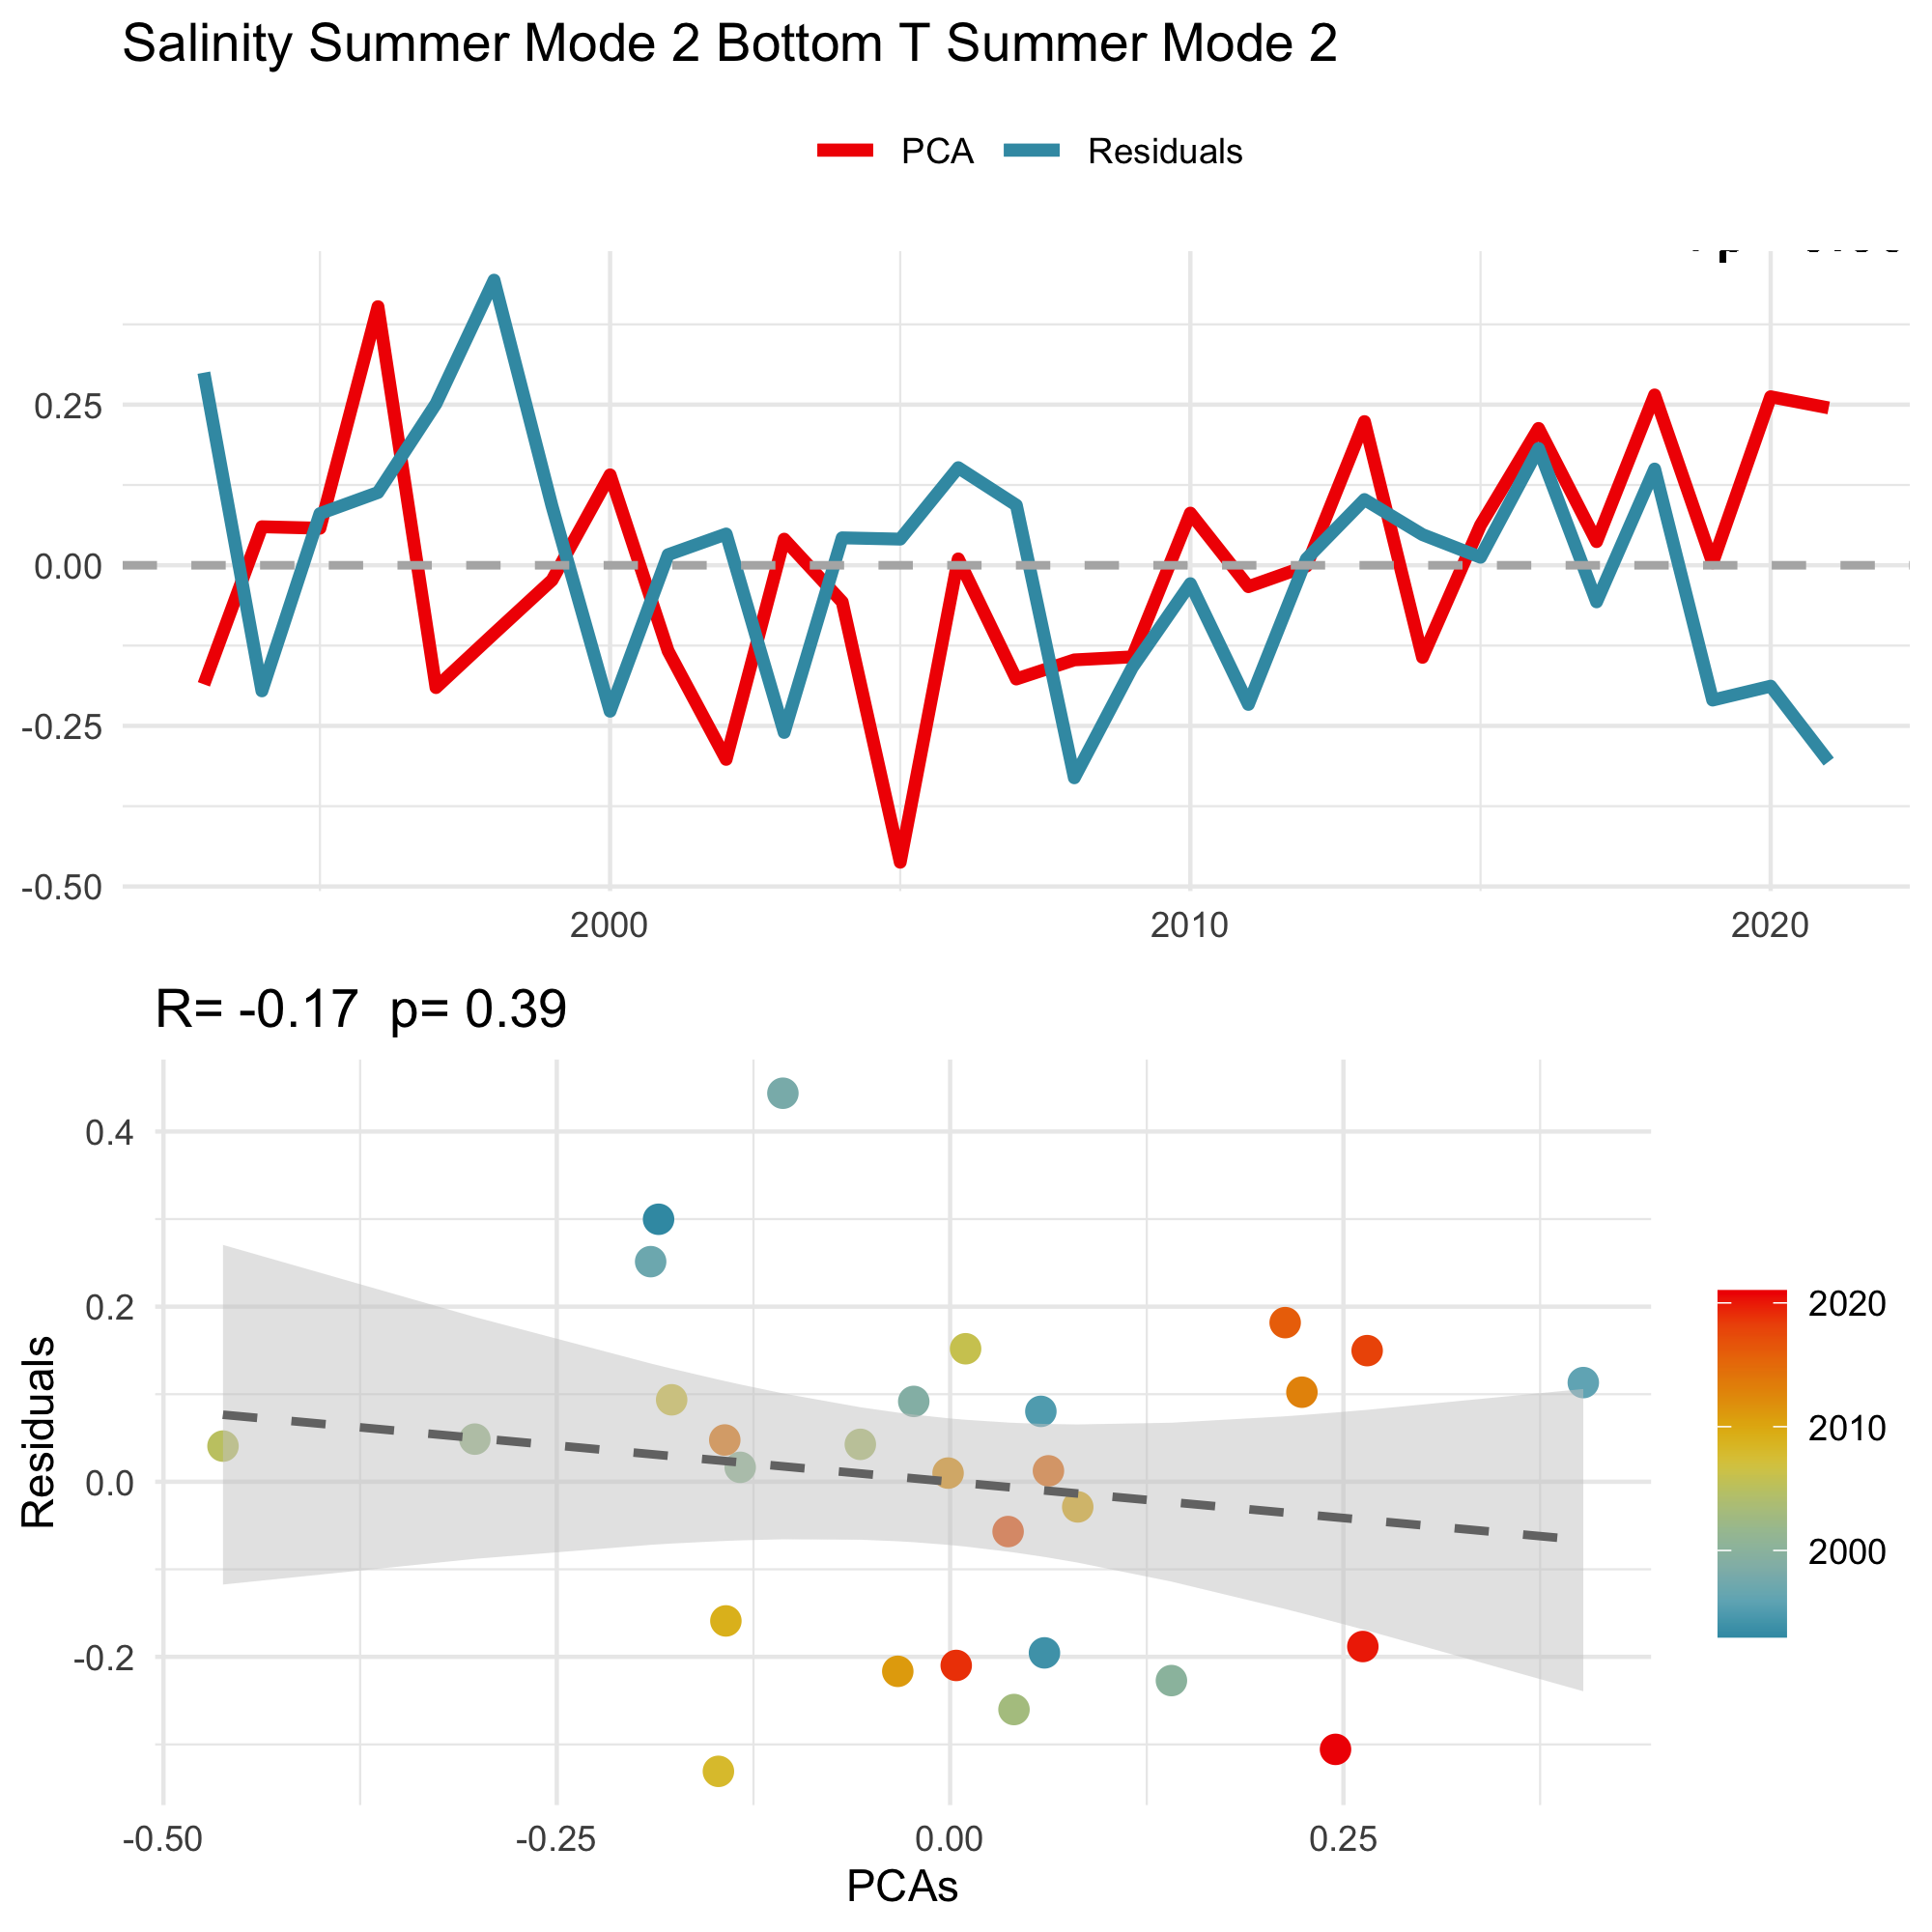 Salinity Summer Mode 2 Bottom T Summer Mode 2
PCA Residuals
0.25
0.00
-0.25
-0.50
2000 2010 2020
R= -0.17 p= 0.39
Residuals
0.4
0.2
0.0
-0.2
-0.50 -0.25 0.00 0.25
PCAs
2020
2010
2000